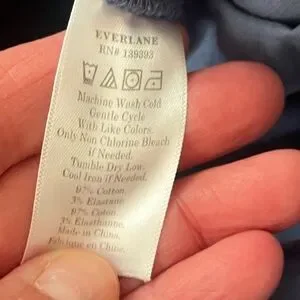 EVERLANE
RN# 139393
Machine Wash Cold
Gentle Cycle
With Like Colors.
Only Non Chlorine Bleach
if Needed.
Tumble Dry Low.
Cool Iron if Needed.
97% Cotton.
3% Elastane.
97% Coton.
3% Elasthanne.
Made in China.
Fabriqué en Chine.